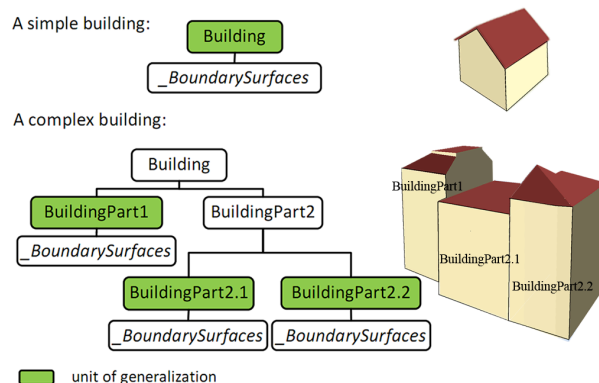 A simple building:
Building
_BoundarySurfaces
A complex building:
Building
BuildingPart1
BuildingPart2
_BoundarySurfaces
BuildingPart2.1
BuildingPart2.2
_BoundarySurfaces
_BoundarySurfaces
BuildingPart1
BuildingPart2.1
BuildingPart2.2
unit of generalization